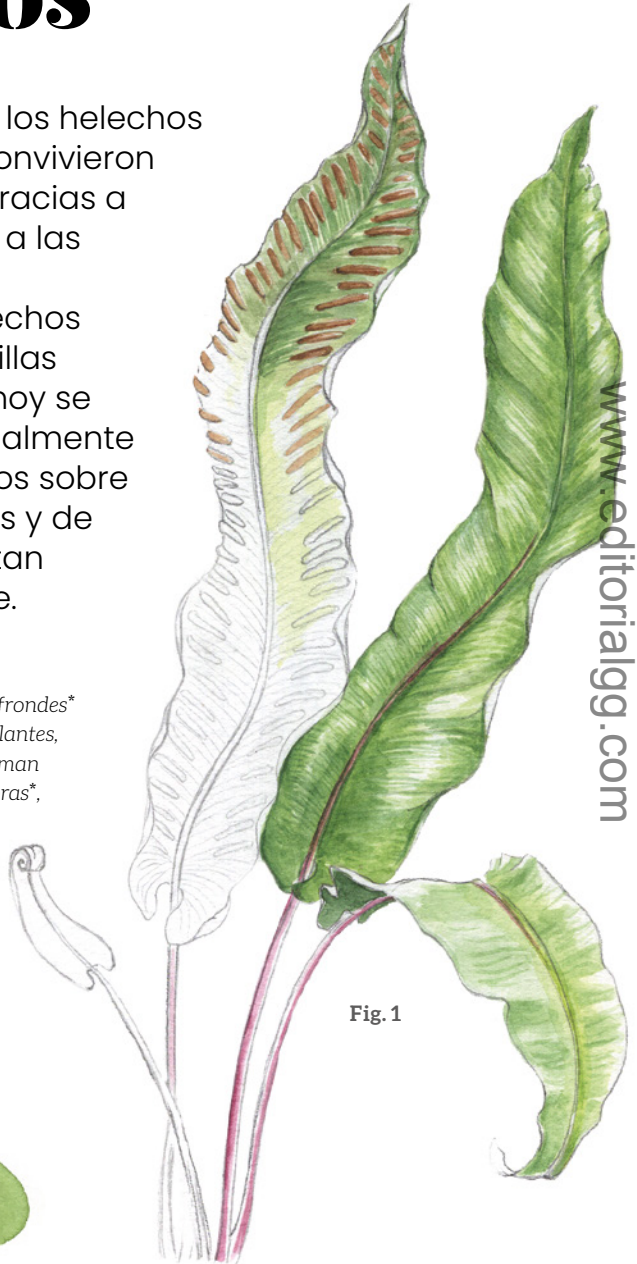 os
los helechos
onvivieron
racias a
a las
echos
illas
hoy se
almente
os sobre
s y de
tan
e.
frondes*
lantes,
man
ras*,
Fig. 1
www.editorialgg.com